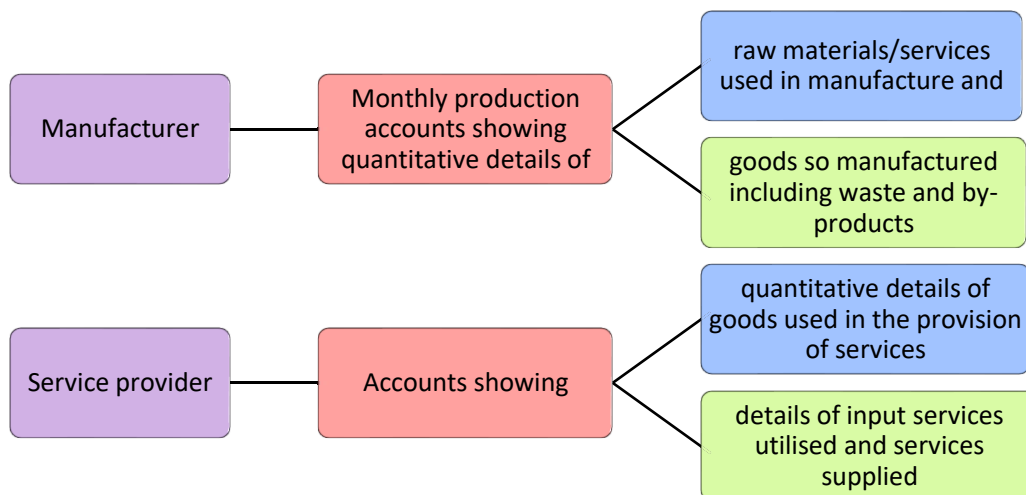 Manufacturer
Monthly production
accounts showing
quantitative details of
raw materials/services
used in manufacture and
goods so manufactured
including waste and by-
products
Service provider
Accounts showing
quantitative details of
goods used in the provision
of services
details of input services
utilised and services
supplied